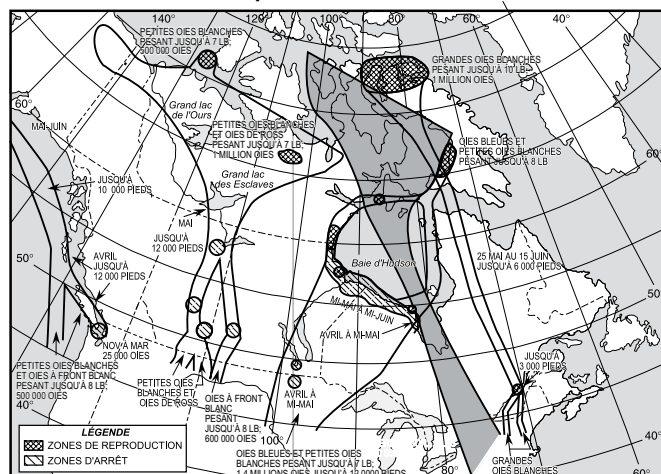 140°
120°
100°
80°
60°
40°
PETITES OIES BLANCHES
PESANT JUSQU'À 7 LB;
500 000 OIES
GRANDES OIES BLANCHES
PESANT JUSQU'À 10 LB;
1 MILLION OIES
Grand lac
de l'Ours
60°
60°
MAI-JUIN
PETITES OIES BLANCHES
ET OIES DE ROSS
PESANT JUSQU'À 7 LB;
1 MILLION OIES
OIES BLEUES ET
PETITES OIES BLANCHES
PESANT JUSQU'À 8 LB
JUSQU'À
10 000 PIEDS
Grand lac
des Esclaves
MAI
JUSQU'À
12 000 PIEDS
50°
AVRIL
JUSQU'À
12 000 PIEDS
Baie d'Hudson
25 MAI AU 15 JUIN
JUSQU'À 6 000 PIEDS
50°
MI-MAI À MI-JUIN
AVRIL À MI-MAI
NOV À MAR
25 000 OIES
JUSQU'À
3 000 PIEDS
PETITES OIES BLANCHES
ET OIES À FRONT BLANC
PESANT JUSQU'À 8 LB;
500 000 OIES
PETITES OIES
BLANCHES ET
OIES DE ROSS
OIES À FRONT
BLANC
PESANT
JUSQU'À 8 LB;
600 000 OIES
AVRIL À
MI-MAI
40°
40°
60°
100°
80°
LÉGENDE
ZONES DE REPRODUCTION
ZONES D'ARRÊT
OIES BLEUES ET PETITES OIES
BLANCHES PESANT JUSQU'À 7 LB;
1,4 MILLIONS OIES JUSQU'À 12 0000 PIEDS
GRANDES
OIES BLANCHES